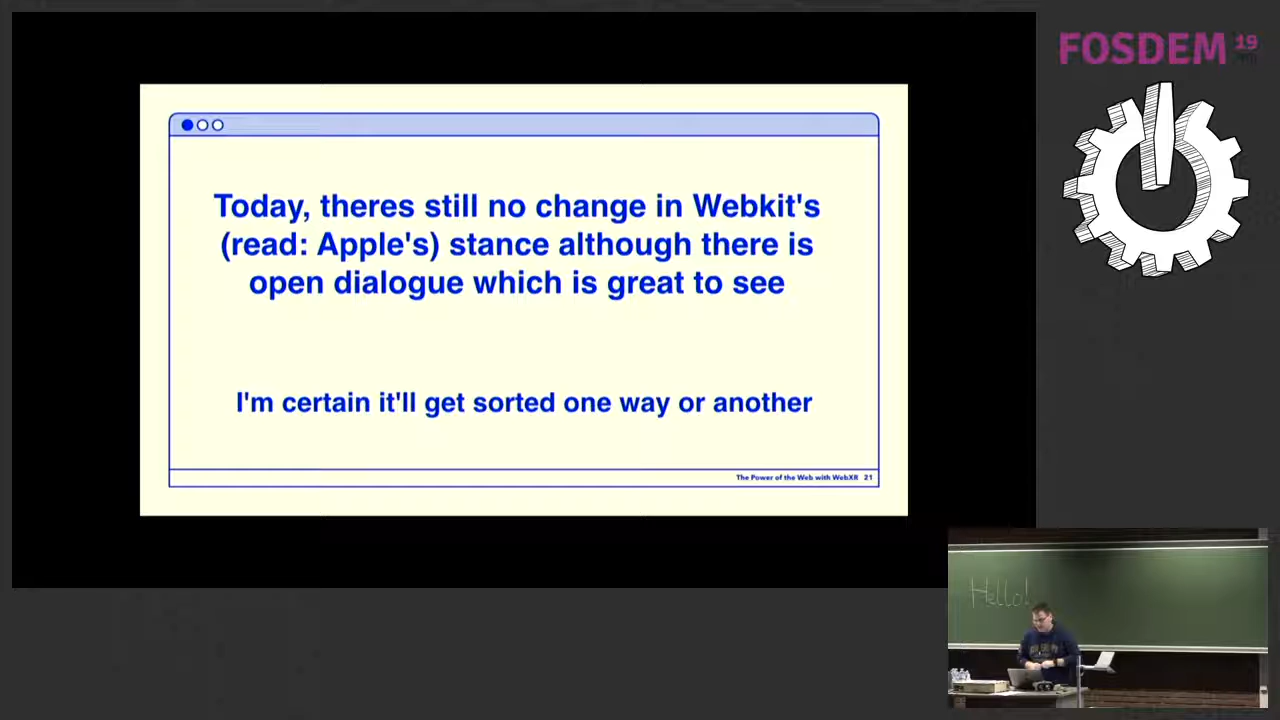 FOSDEM 19
Today, theres still no change in Webkit's
(read: Apple's) stance although there is
open dialogue which is great to see
I'm certain it'll get sorted one way or another
The Power of the Web with WebXR 21
Hello!